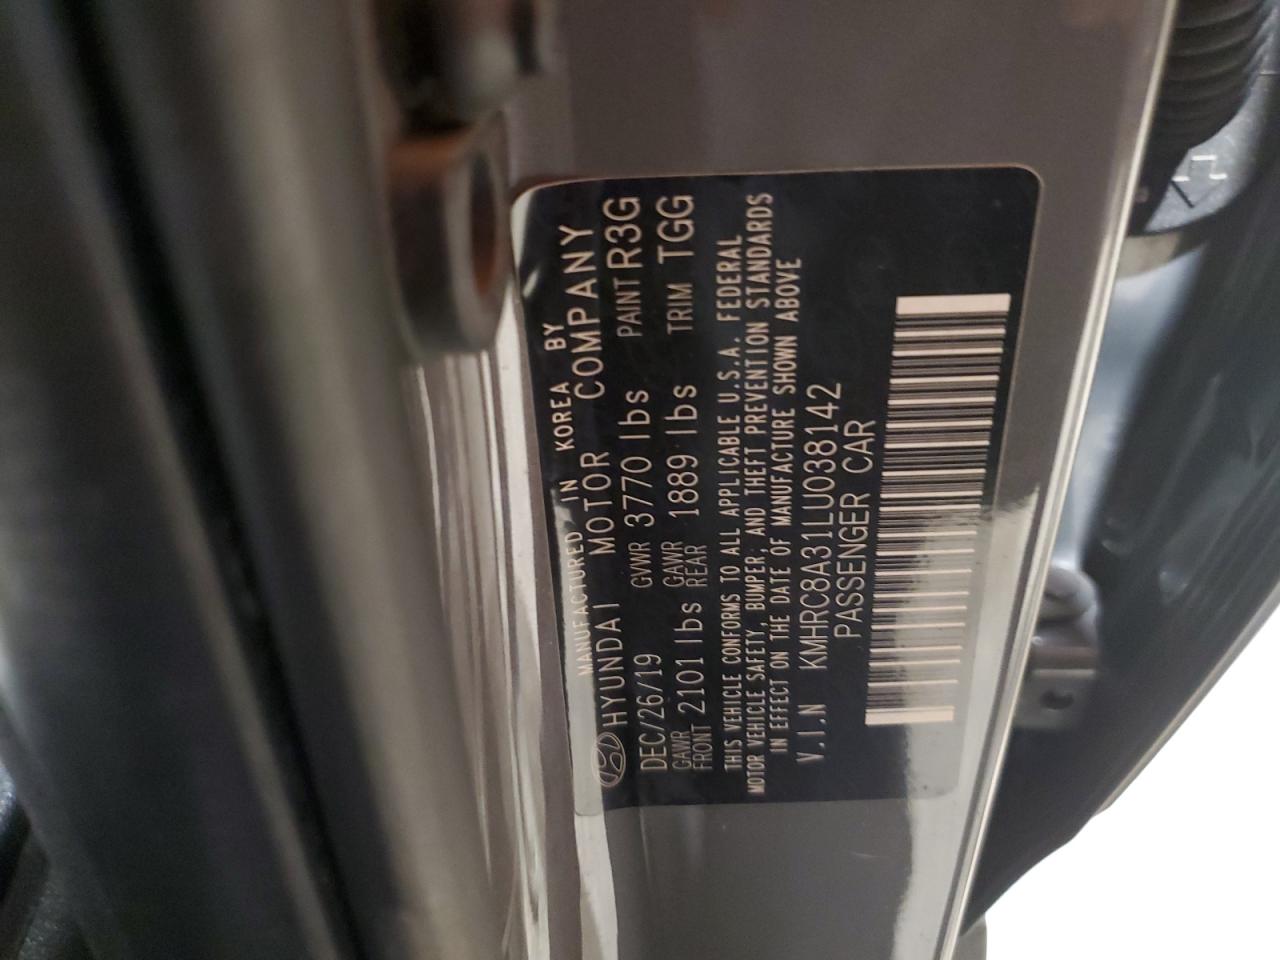 MANUFACTURED IN KOREA BY
HYUNDAI MOTOR COMPANY
DEC/26/19 GVWR 3770 lbs PAINT R3G
GAWR FRONT 2101 lbs GAWR REAR 1889 lbs TRIM TGG
THIS VEHICLE CONFORMS TO ALL APPLICABLE U.S.A. FEDERAL
MOTOR VEHICLE SAFETY, BUMPER, AND THEFT PREVENTION STANDARDS
IN EFFECT ON THE DATE OF MANUFACTURE SHOWN ABOVE
V.I.N KMHRC8A31LU038142
PASSENGER CAR